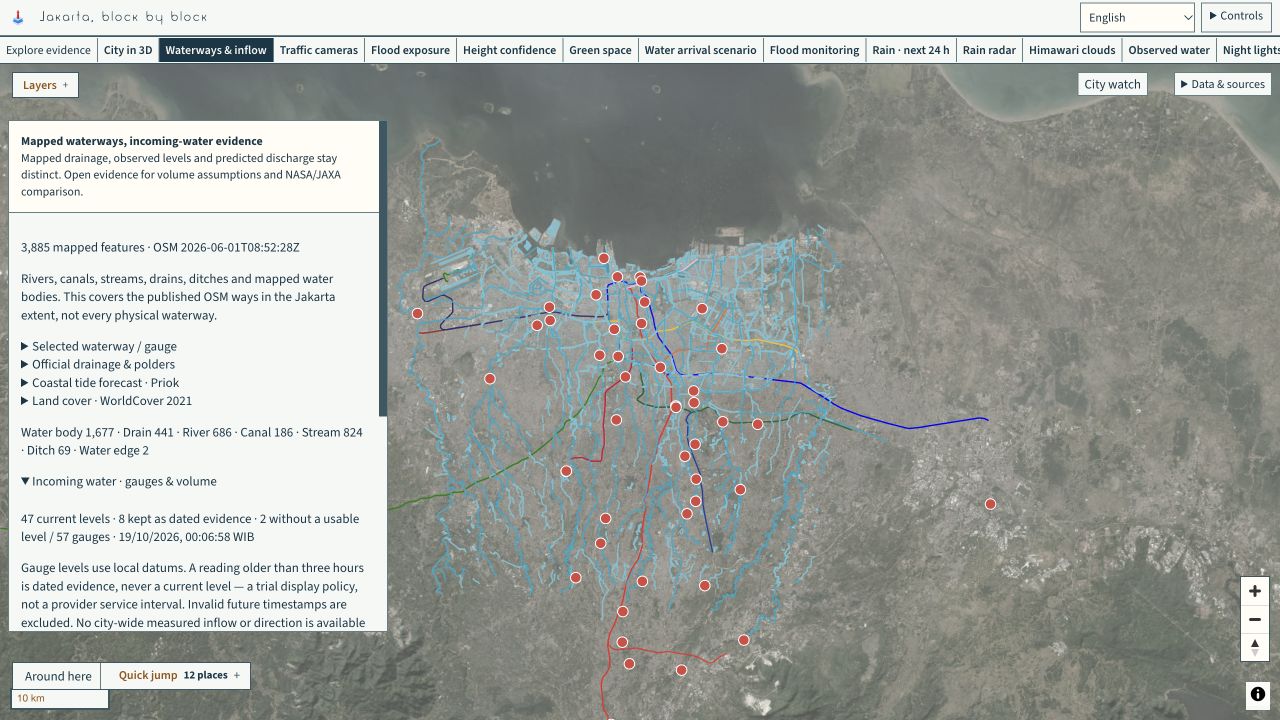 Jakarta, block by block
English
▶ Controls
Explore evidence
City in 3D
Waterways & inflow
Traffic cameras
Flood exposure
Height confidence
Green space
Water arrival scenario
Flood monitoring
Rain · next 24 h
Rain radar
Himawari clouds
Observed water
Night lights
Layers +
City watch
▶ Data & sources
Mapped waterways, incoming-water evidence
Mapped drainage, observed levels and predicted discharge stay
distinct. Open evidence for volume assumptions and NASA/JAXA
comparison.
3,885 mapped features · OSM 2026-06-01T08:52:28Z
Rivers, canals, streams, drains, ditches and mapped water
bodies. This covers the published OSM ways in the Jakarta
extent, not every physical waterway.
▶ Selected waterway / gauge
▶ Official drainage & polders
▶ Coastal tide forecast · Priok
▶ Land cover · WorldCover 2021
Water body 1,677 · Drain 441 · River 686 · Canal 186 · Stream 824
· Ditch 69 · Water edge 2
▼ Incoming water · gauges & volume
47 current levels · 8 kept as dated evidence · 2 without a usable
level / 57 gauges · 19/10/2026, 00:06:58 WIB
Gauge levels use local datums. A reading older than three hours
is dated evidence, never a current level — a trial display policy,
not a provider service interval. Invalid future timestamps are
excluded. No city-wide measured inflow or direction is available
Around here
Quick jump 12 places +
10 km